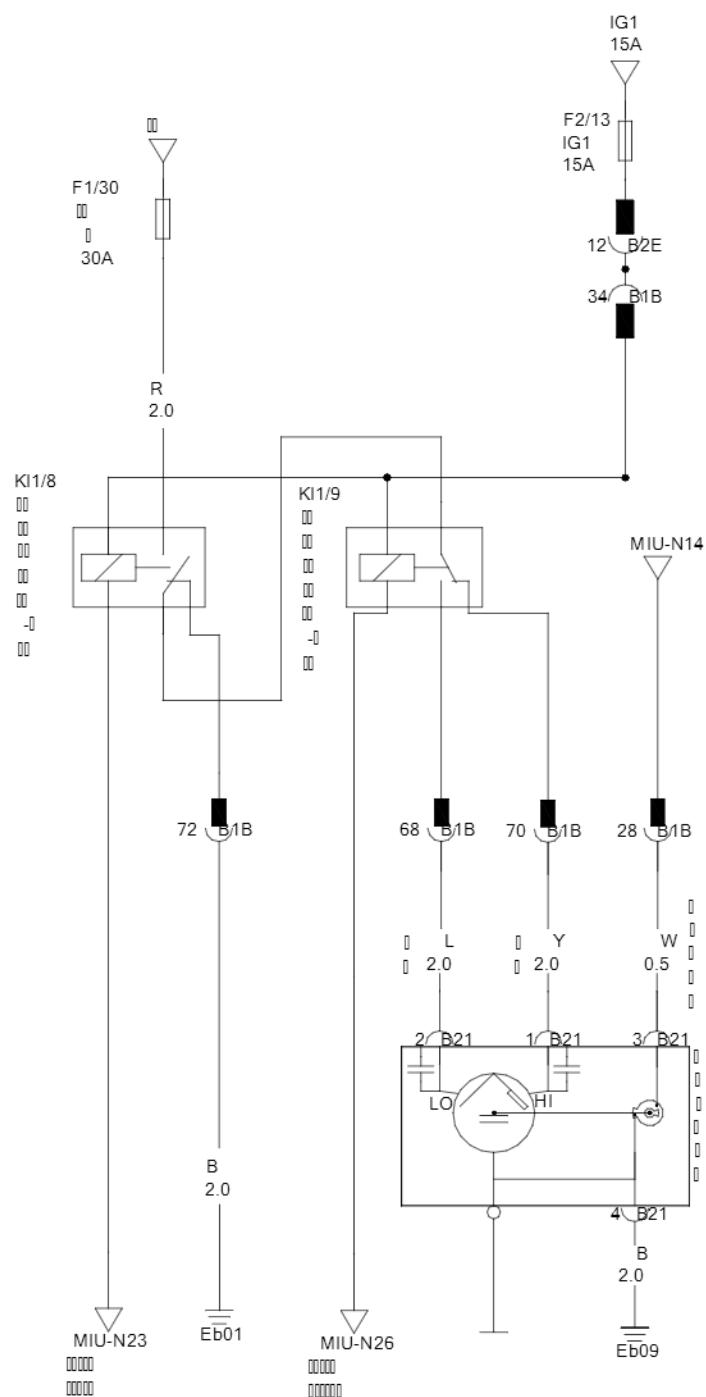 IG1
15A
F2/13
IG1
15A
F1/30
30A
12 B2E
34 B1B
R
2.0
KI1/8
KI1/9
MIU-N14
72 B1B
68 B1B
70 B1B
28 B1B
L
2.0
Y
2.0
W
0.5
2 B21
1 B21
3 B21
LO
HI
B
2.0
4 B21
B
2.0
MIU-N23
Eb01
MIU-N26
Eb09